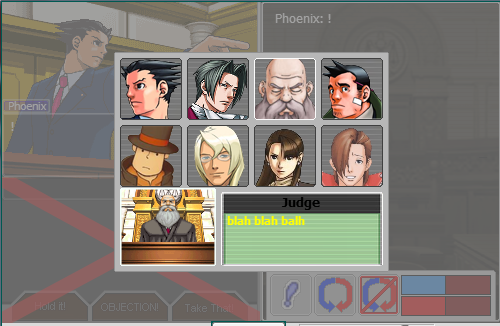 Phoenix: !
Phoenix
!
Judge
blah blah balh
Hold it!
OBJECTION!
Take That!